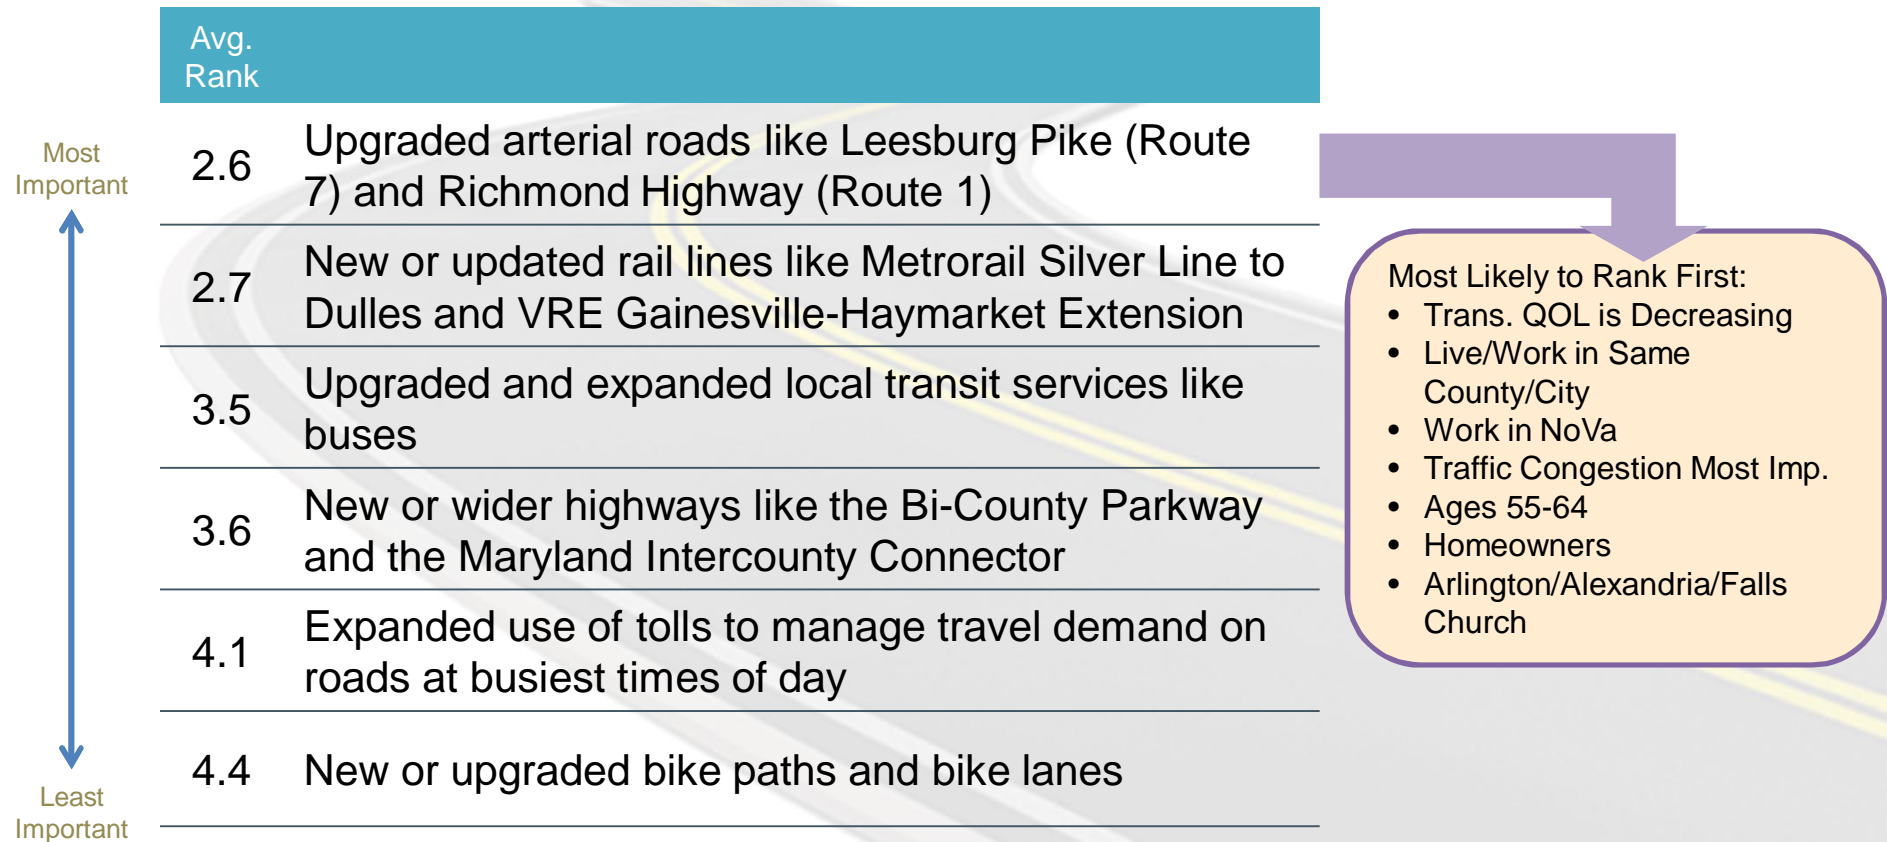 Avg.
Rank
Most
Important
2.6
Upgraded arterial roads like Leesburg Pike (Route
7) and Richmond Highway (Route 1)
2.7
New or updated rail lines like Metrorail Silver Line to
Dulles and VRE Gainesville-Haymarket Extension
3.5
Upgraded and expanded local transit services like
buses
3.6
New or wider highways like the Bi-County Parkway
and the Maryland Intercounty Connector
4.1
Expanded use of tolls to manage travel demand on
roads at busiest times of day
4.4
New or upgraded bike paths and bike lanes
Least
Important
Most Likely to Rank First:
• Trans. QOL is Decreasing
• Live/Work in Same
County/City
• Work in NoVa
• Traffic Congestion Most Imp.
• Ages 55-64
• Homeowners
• Arlington/Alexandria/Falls
Church